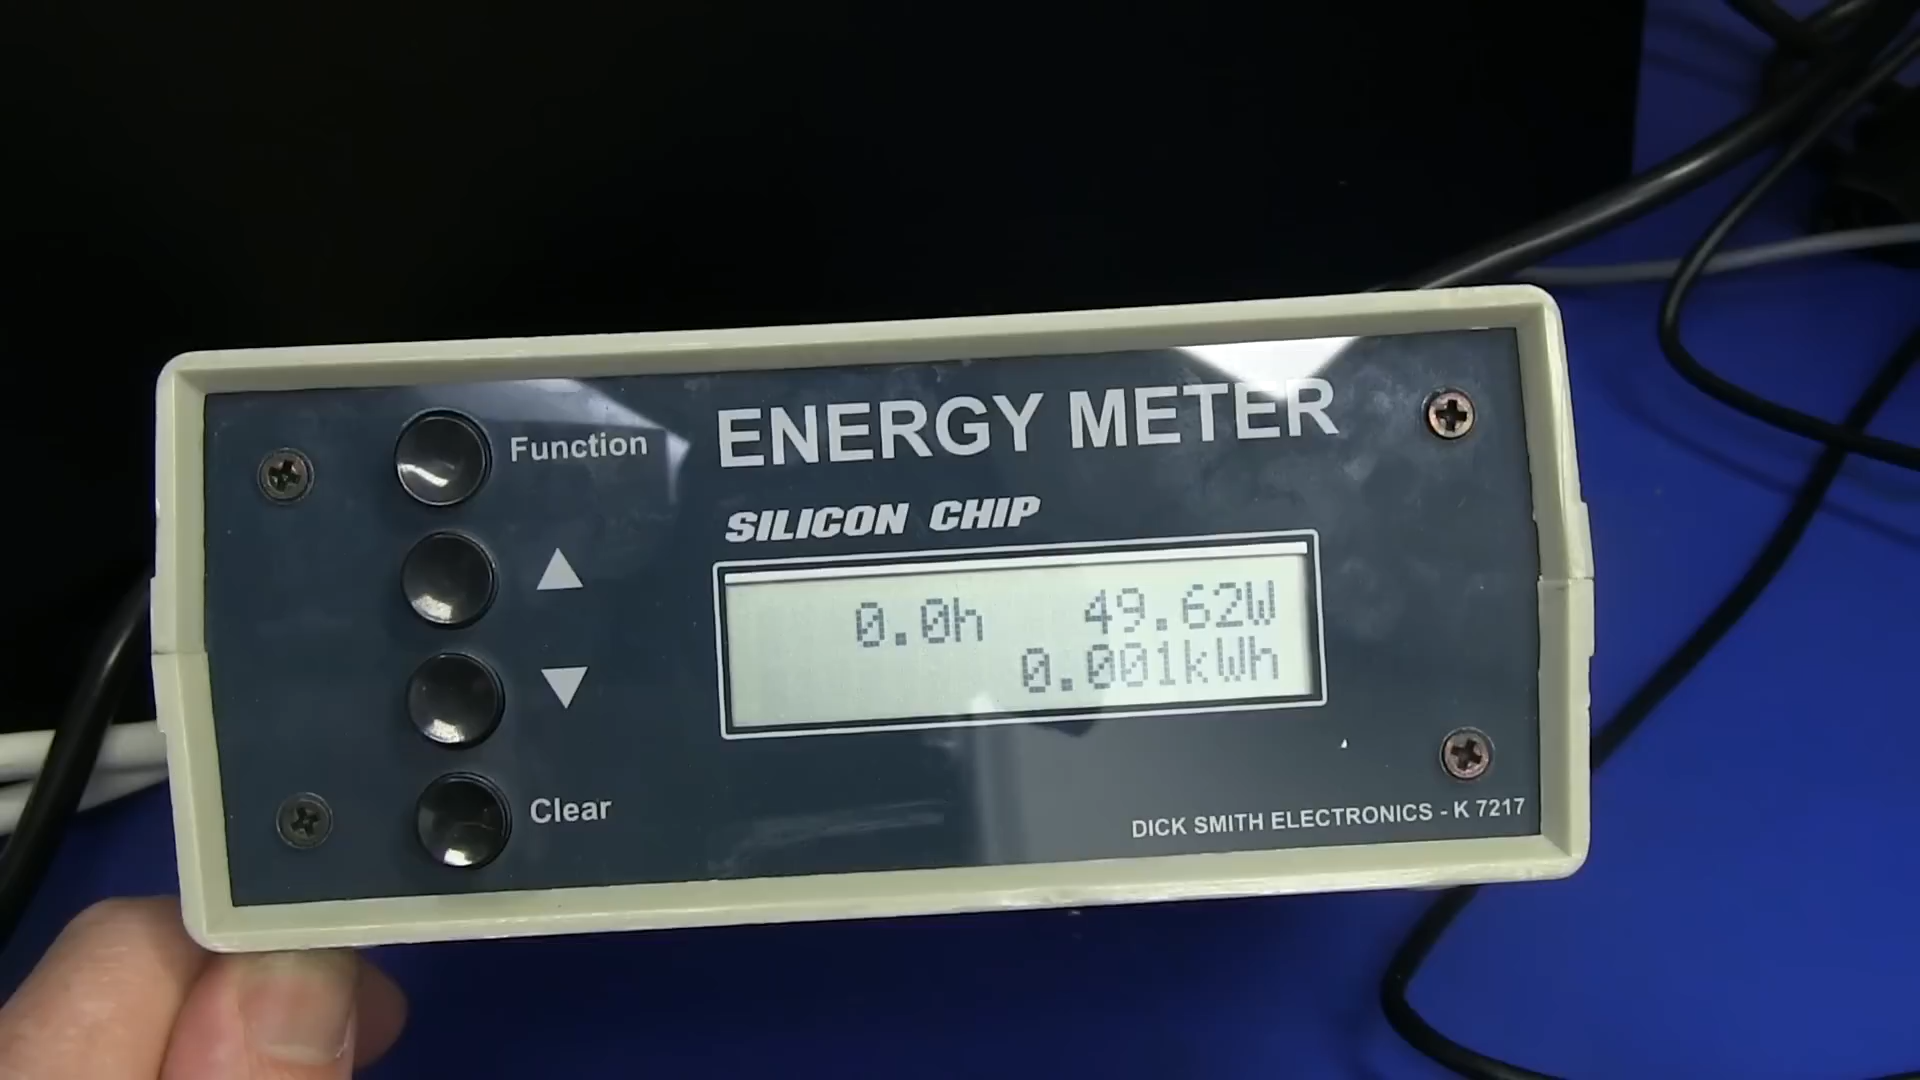 Function
ENERGY METER
SILICON CHIP
0.0h 49.62W
0.001kWh
Clear
DICK SMITH ELECTRONICS - K 7217